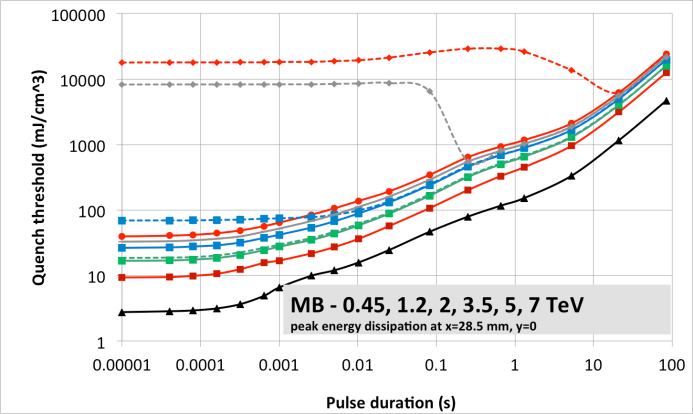 100000
10000
1000
100
10
1
Quench threshold (mJ/cm^3)
MB - 0.45, 1.2, 2, 3.5, 5, 7 TeV
peak energy dissipation at x=28.5 mm, y=0
0.00001 0.0001 0.001 0.01 0.1 1 10 100
Pulse duration (s)